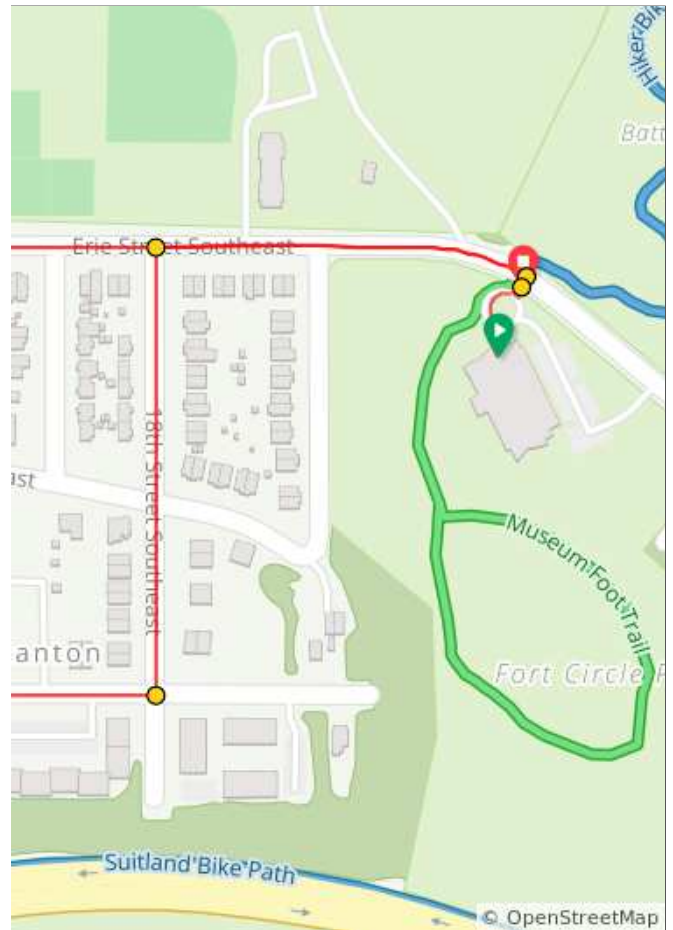 Hiker·Bik
Batt
Erie Street Southeast
18th Street Southeast
ast
Museum Foot Trail
anton
Fort Circle P
Suitland Bike Path
© OpenStreetMap